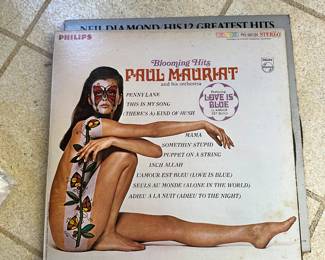 NEIL DIAMOND/HIS 12 GREATEST HITS
PHILIPS
STEREO
Blooming Hits
PAUL MAURIAT
and his orchestra
PHILIPS
Featuring
LOVE IS
BLUE
PENNY LANE
THIS IS MY SONG
(THERE'S A) KIND OF HUSH
MAMA
SOMETHIN' STUPID
PUPPET ON A STRING
INCH ALLAH
L'AMOUR EST BLEU (LOVE IS BLUE)
SEULS AU MONDE (ALONE IN THE WORLD)
ADIEU A LA NUIT (ADIEU TO THE NIGHT)